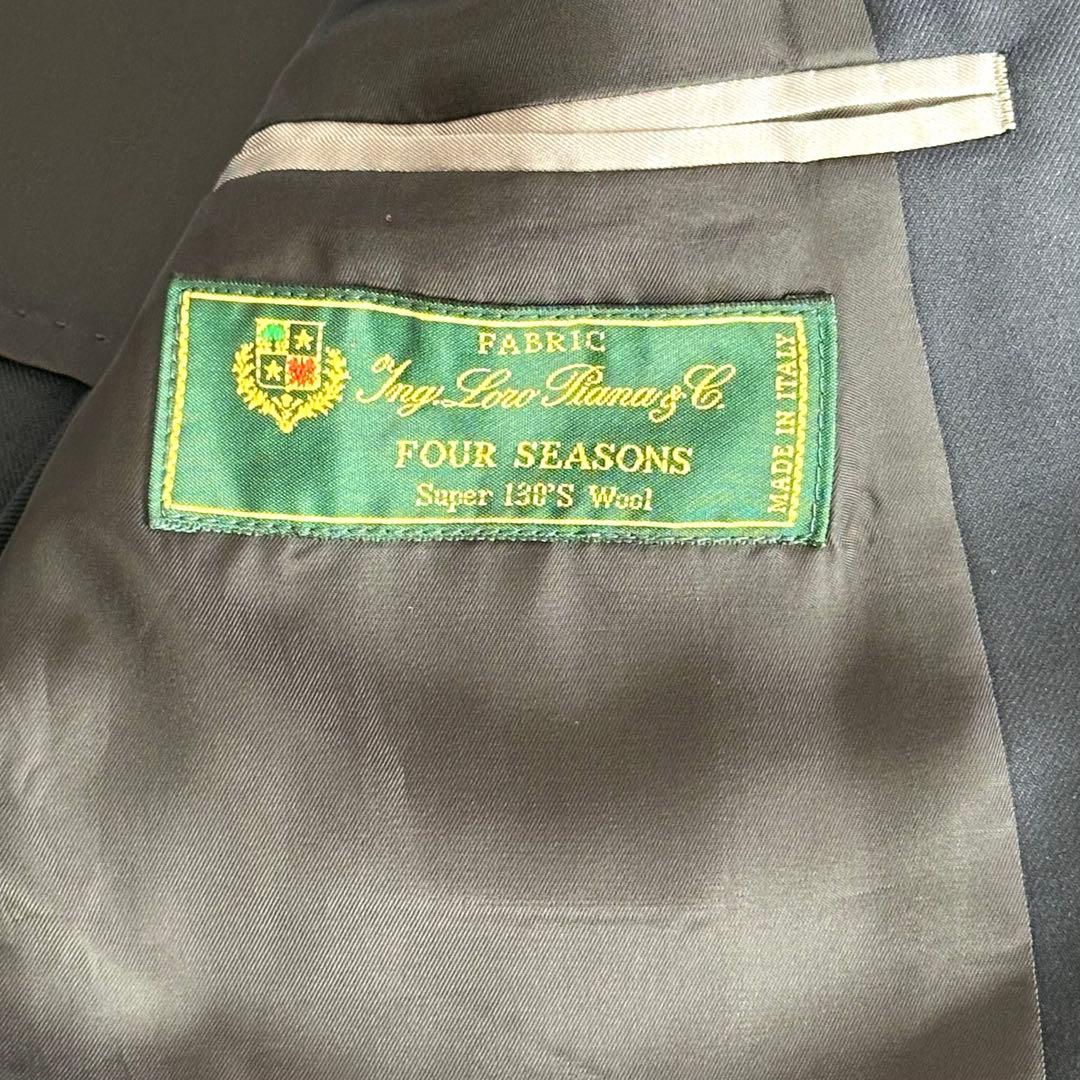 FABRIC
Ing. Loro Piana & C.
FOUR SEASONS
Super 130'S Wool
MADE IN ITALY